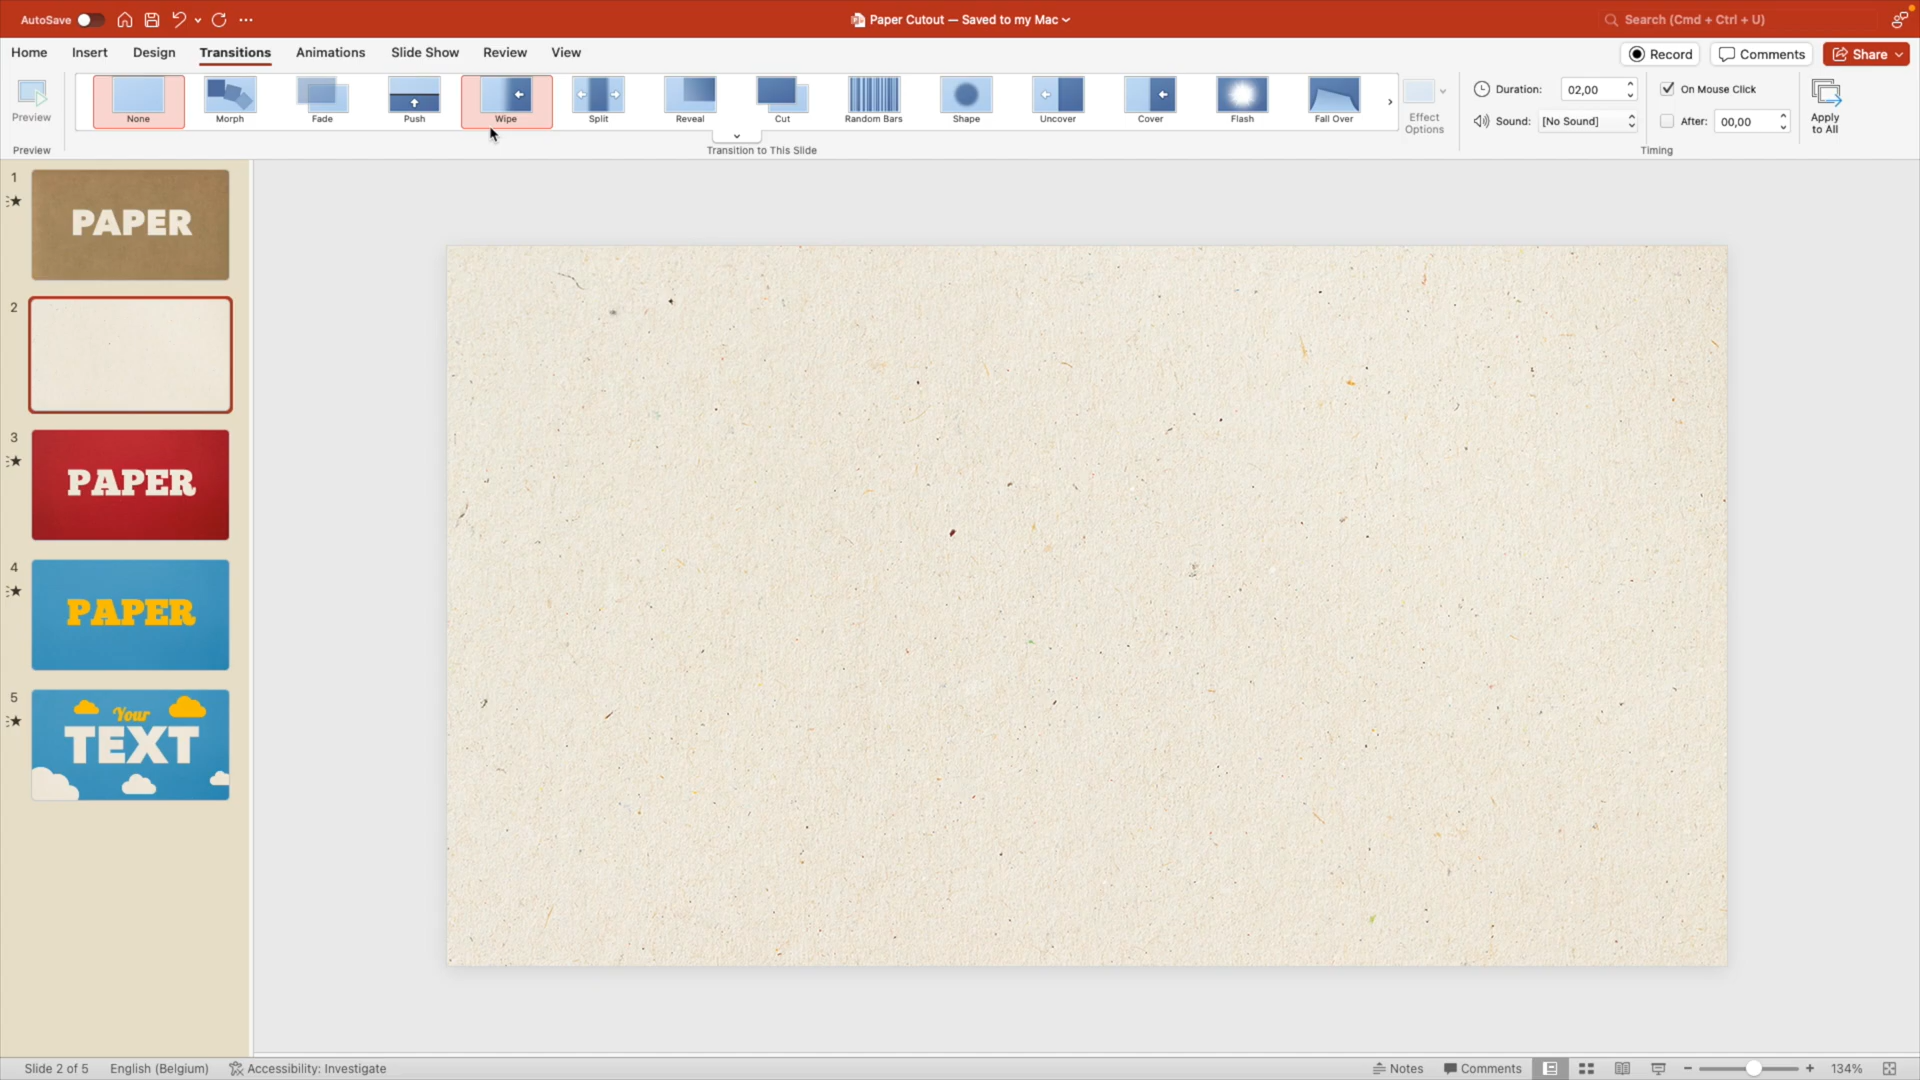 AutoSave
Paper Cutout — Saved to my Mac
Search (Cmd + Ctrl + U)
Home Insert Design Transitions Animations Slide Show Review View
Record Comments Share
Preview
None Morph Fade Push Wipe Split Reveal Cut Random Bars Shape Uncover Cover Flash Fall Over
Effect
Options
Duration: 02,00
Sound: [No Sound]
On Mouse Click
After: 00,00
Apply
to All
Preview
Transition to This Slide
Timing
1
PAPER
2
3
PAPER
4
PAPER
5
Your
TEXT
Slide 2 of 5 English (Belgium) Accessibility: Investigate
Notes Comments 134%